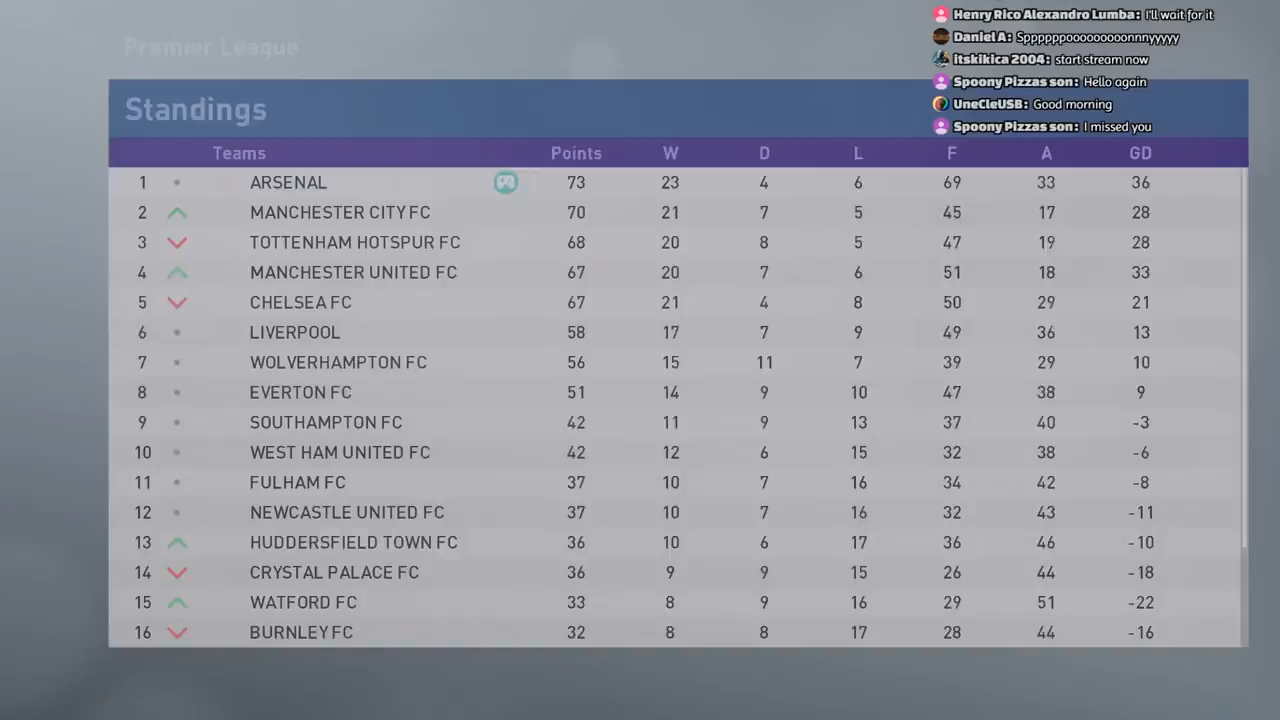 Henry Rico Alexandro Lumba: I'll wait for it
Daniel A: Sppppppooooooooonnnyyyyy
itskikica 2004: start stream now
Spoony Pizzas son: Hello again
UneCleUSB: Good morning
Spoony Pizzas son: I missed you
Premier League
Standings
Teams Points W D L F A GD
1 ARSENAL 73 23 4 6 69 33 36
2 MANCHESTER CITY FC 70 21 7 5 45 17 28
3 TOTTENHAM HOTSPUR FC 68 20 8 5 47 19 28
4 MANCHESTER UNITED FC 67 20 7 6 51 18 33
5 CHELSEA FC 67 21 4 8 50 29 21
6 LIVERPOOL 58 17 7 9 49 36 13
7 WOLVERHAMPTON FC 56 15 11 7 39 29 10
8 EVERTON FC 51 14 9 10 47 38 9
9 SOUTHAMPTON FC 42 11 9 13 37 40 -3
10 WEST HAM UNITED FC 42 12 6 15 32 38 -6
11 FULHAM FC 37 10 7 16 34 42 -8
12 NEWCASTLE UNITED FC 37 10 7 16 32 43 -11
13 HUDDERSFIELD TOWN FC 36 10 6 17 36 46 -10
14 CRYSTAL PALACE FC 36 9 9 15 26 44 -18
15 WATFORD FC 33 8 9 16 29 51 -22
16 BURNLEY FC 32 8 8 17 28 44 -16